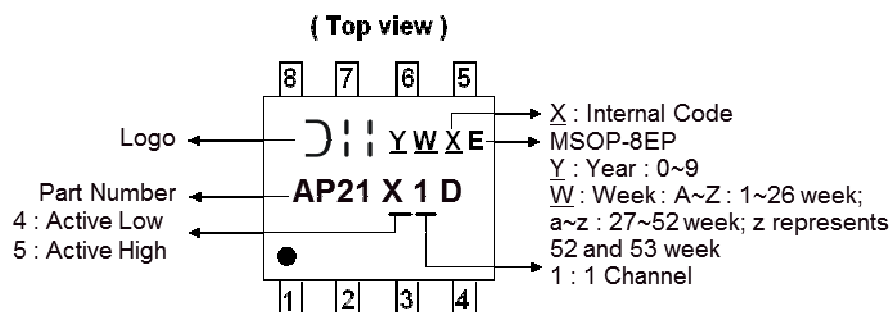 ( Top view )
8 7 6 5
Logo
Y W X E
AP21 X 1 D
Part Number
4 : Active Low
5 : Active High
X : Internal Code
MSOP-8EP
Y : Year : 0~9
W : Week : A~Z : 1~26 week;
a~z : 27~52 week; z represents
52 and 53 week
1 : 1 Channel
1 2 3 4